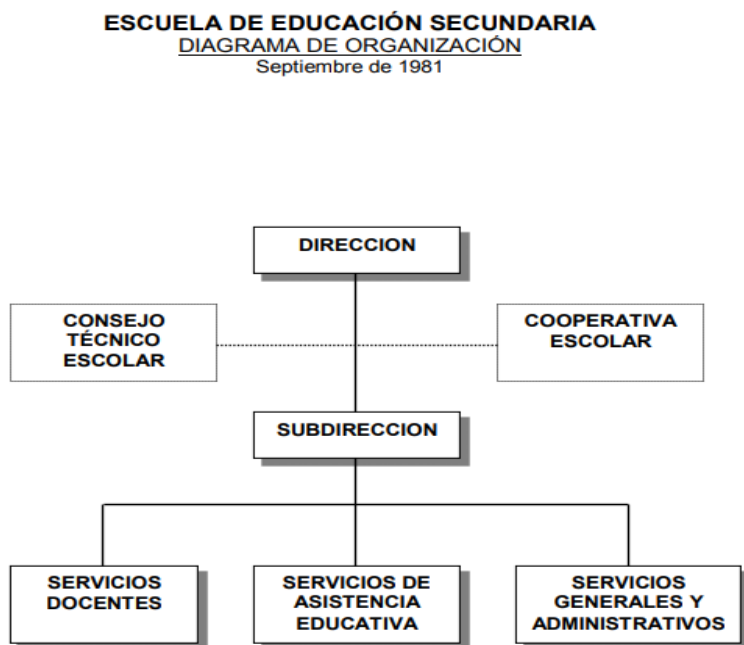 ESCUELA DE EDUCACIÓN SECUNDARIA
DIAGRAMA DE ORGANIZACIÓN
Septiembre de 1981
DIRECCION
CONSEJO
TÉCNICO
ESCOLAR
COOPERATIVA
ESCOLAR
SUBDIRECCION
SERVICIOS
DOCENTES
SERVICIOS DE
ASISTENCIA
EDUCATIVA
SERVICIOS
GENERALES Y
ADMINISTRATIVOS